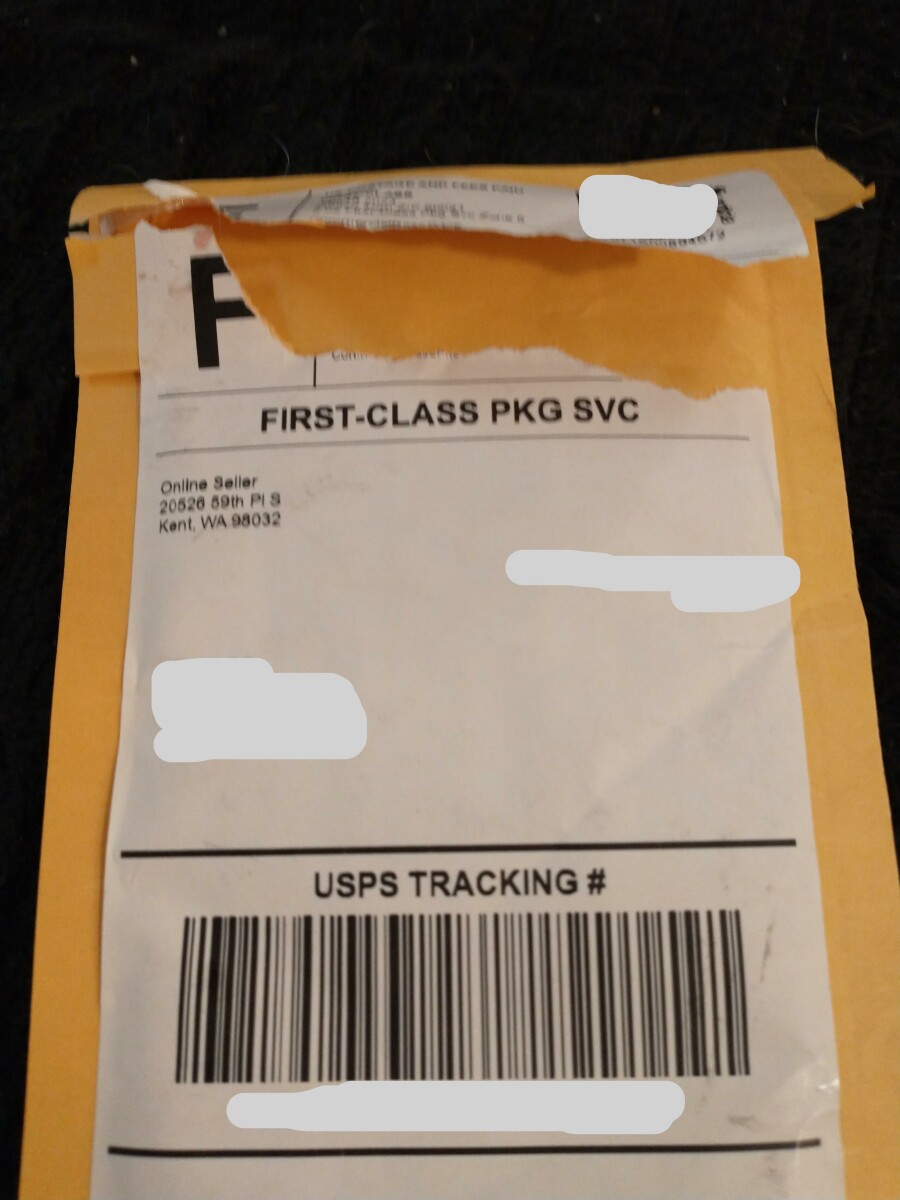 F
FIRST-CLASS PKG SVC
Online Seller
20526 59th Pl S
Kent, WA 98032
USPS TRACKING #